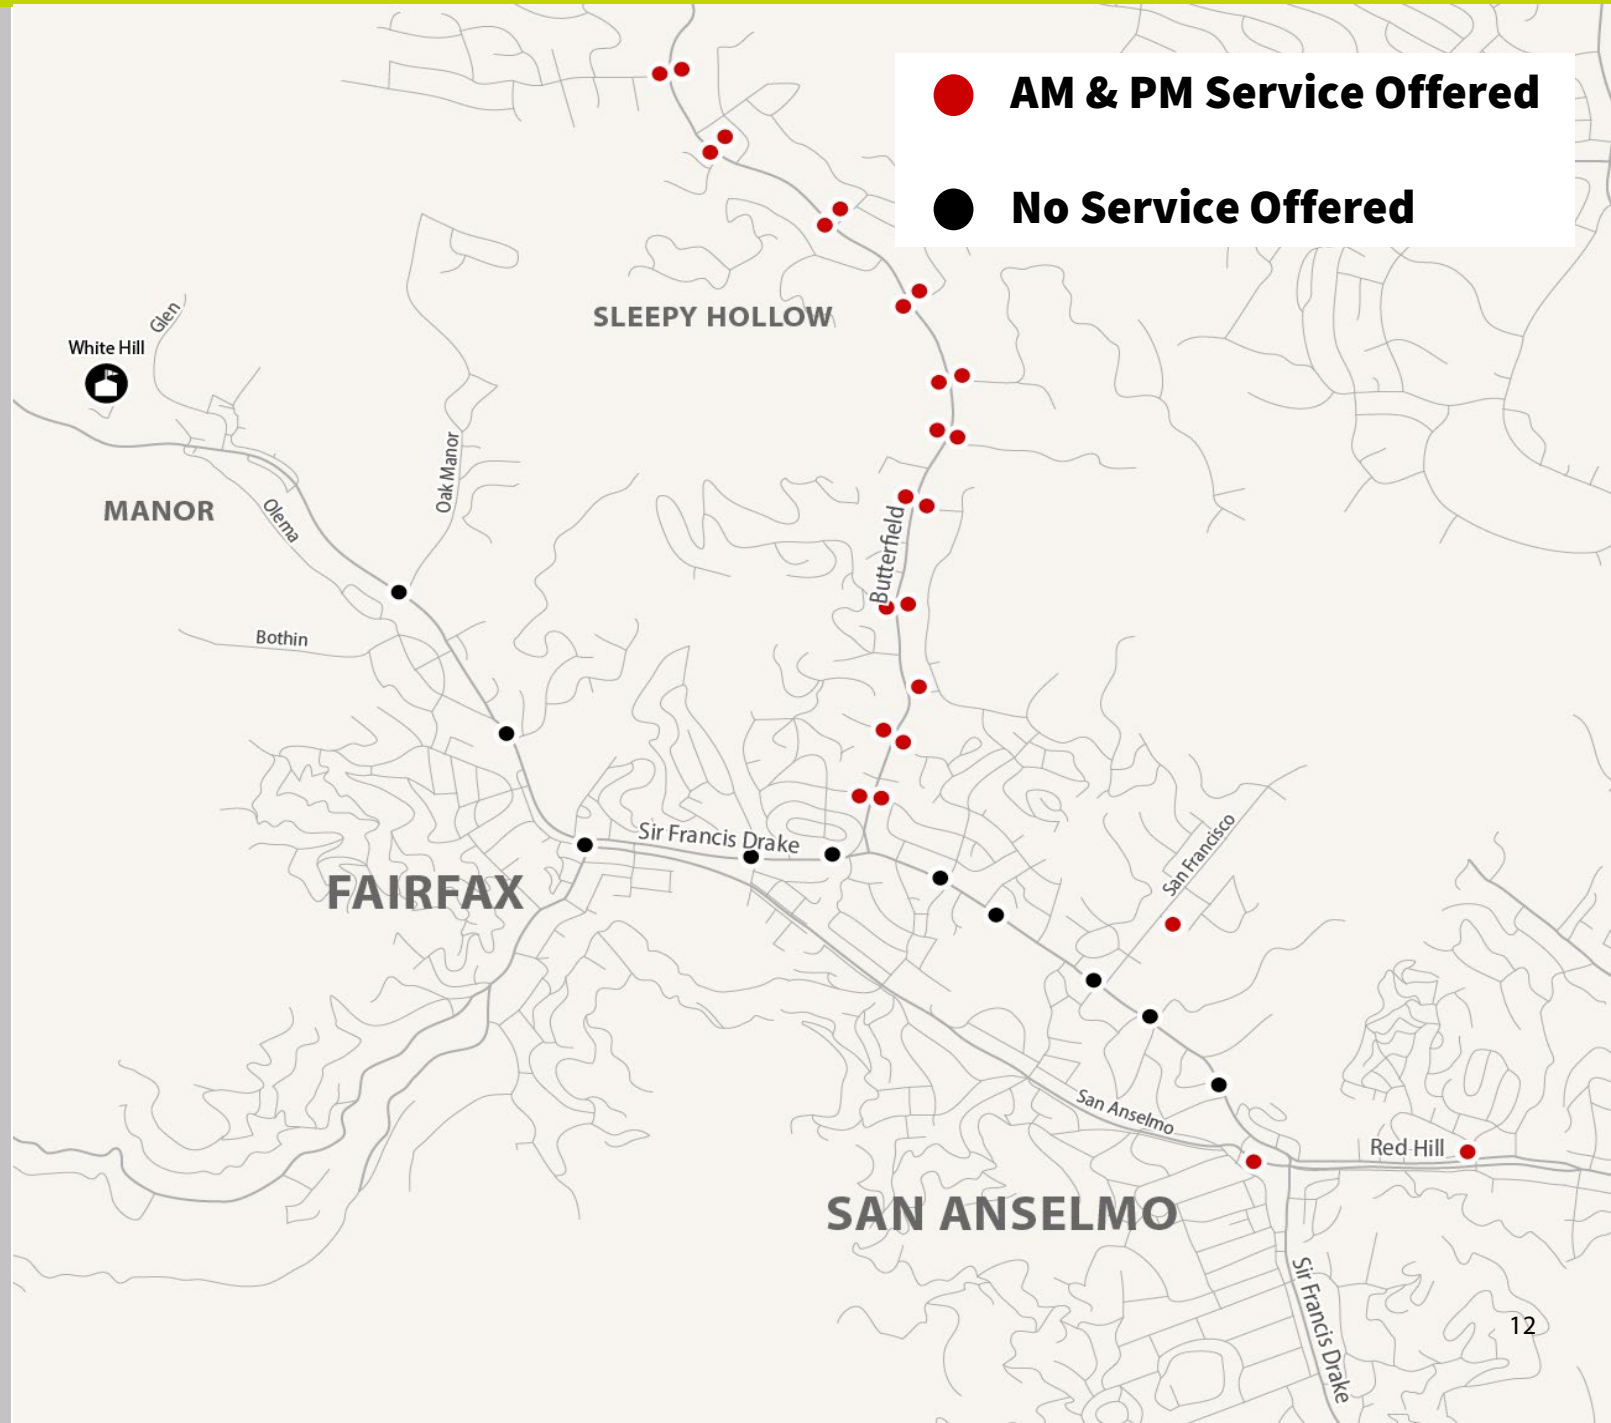 AM & PM Service Offered
No Service Offered
SLEEPY HOLLOW
Glen
White Hill
Oak Manor
MANOR
Olema
Butterfield
Bothin
Sir Francis Drake
San Francisco
FAIRFAX
San Anselmo
Red Hill
SAN ANSELMO
Sir Francis Drake
12